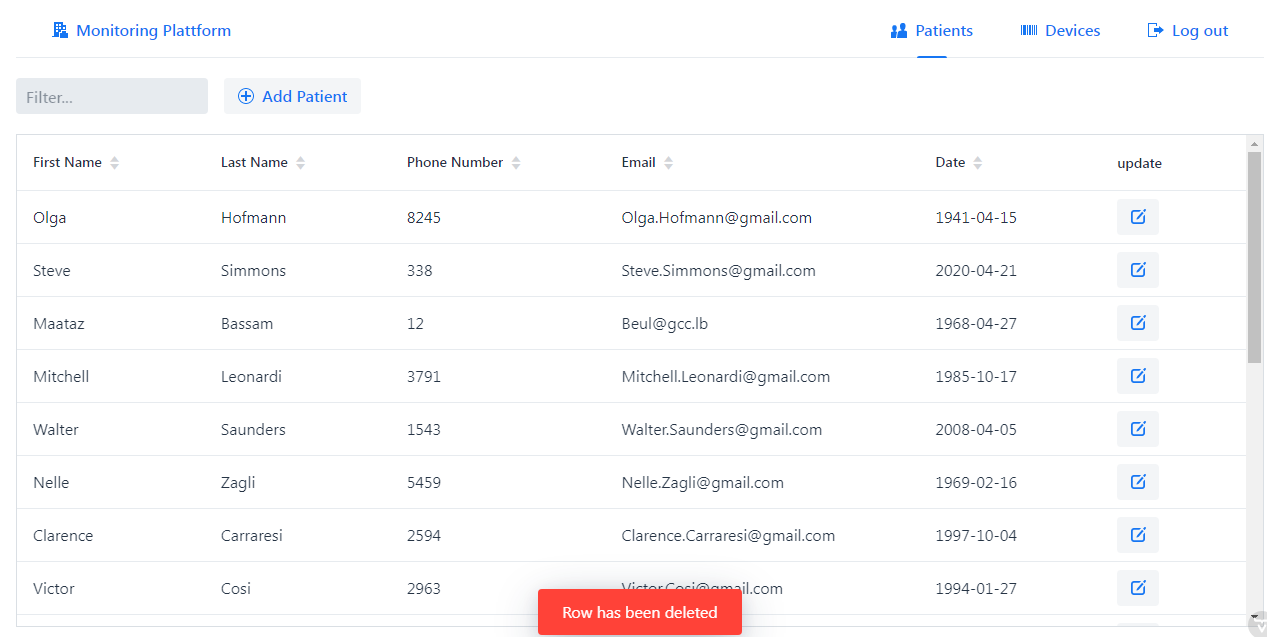 Monitoring Plattform Patients Devices Log out
Filter... Add Patient
First Name Last Name Phone Number Email Date update
Olga Hofmann 8245 Olga.Hofmann@gmail.com 1941-04-15
Steve Simmons 338 Steve.Simmons@gmail.com 2020-04-21
Maataz Bassam 12 Beul@gcc.lb 1968-04-27
Mitchell Leonardi 3791 Mitchell.Leonardi@gmail.com 1985-10-17
Walter Saunders 1543 Walter.Saunders@gmail.com 2008-04-05
Nelle Zagli 5459 Nelle.Zagli@gmail.com 1969-02-16
Clarence Carraresi 2594 Clarence.Carraresi@gmail.com 1997-10-04
Victor Cosi 2963 Victor.Cosi@gmail.com 1994-01-27
Row has been deleted